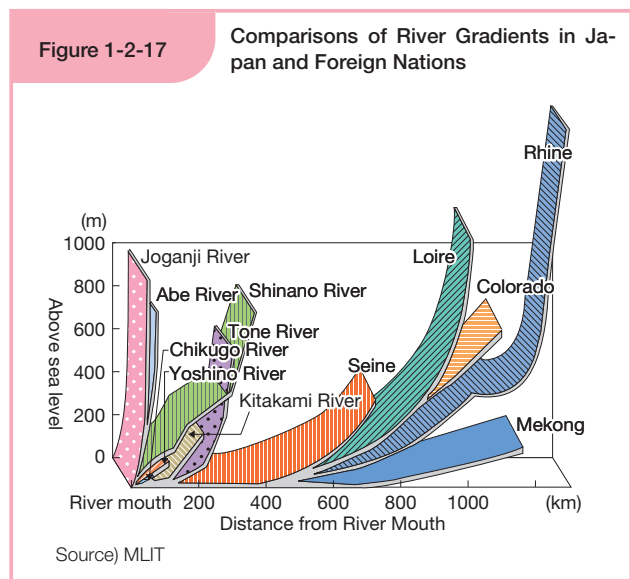 Figure 1-2-17
Comparisons of River Gradients in Ja-
pan and Foreign Nations
Rhine
(m)
1000
Joganji River
Loire
800
Abe River
Shinano River
Colorado
600
Tone River
Chikugo River
400
Yoshino River
Seine
Kitakami River
200
Mekong
0
Above sea level
River mouth 200 400 600 800 1000 (km)
Distance from River Mouth
Source) MLIT